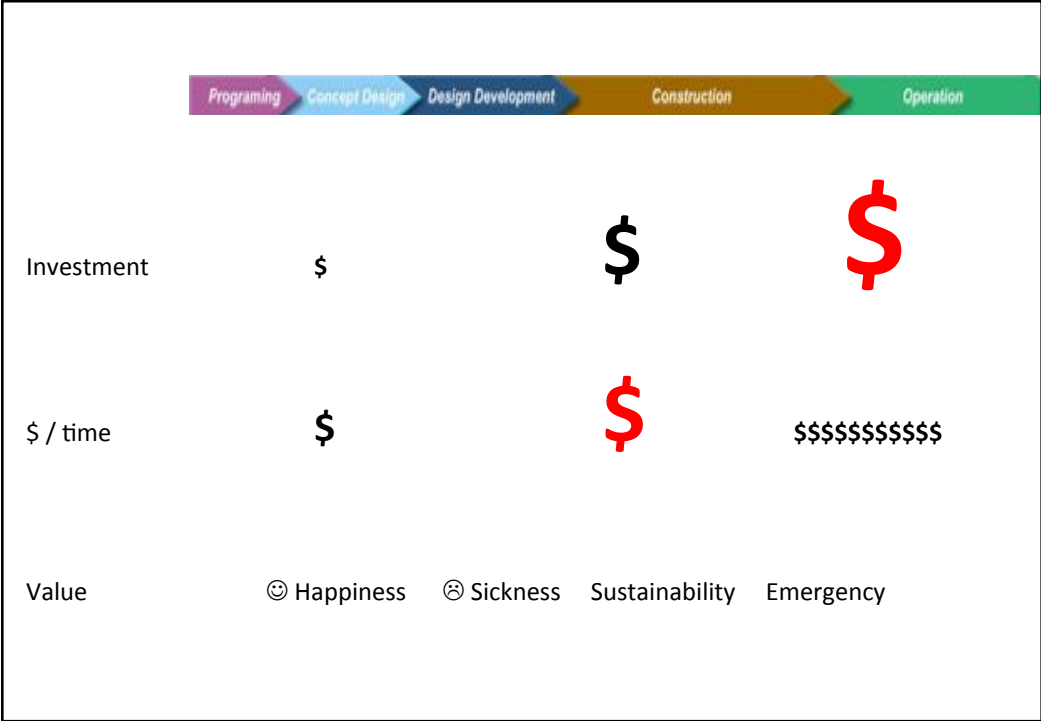 Programing Concept Design Design Development Construction Operation
Investment $ $ $
$ / time $ $ $$$$$$$$$$$
Value ☺ Happiness ☹ Sickness Sustainability Emergency